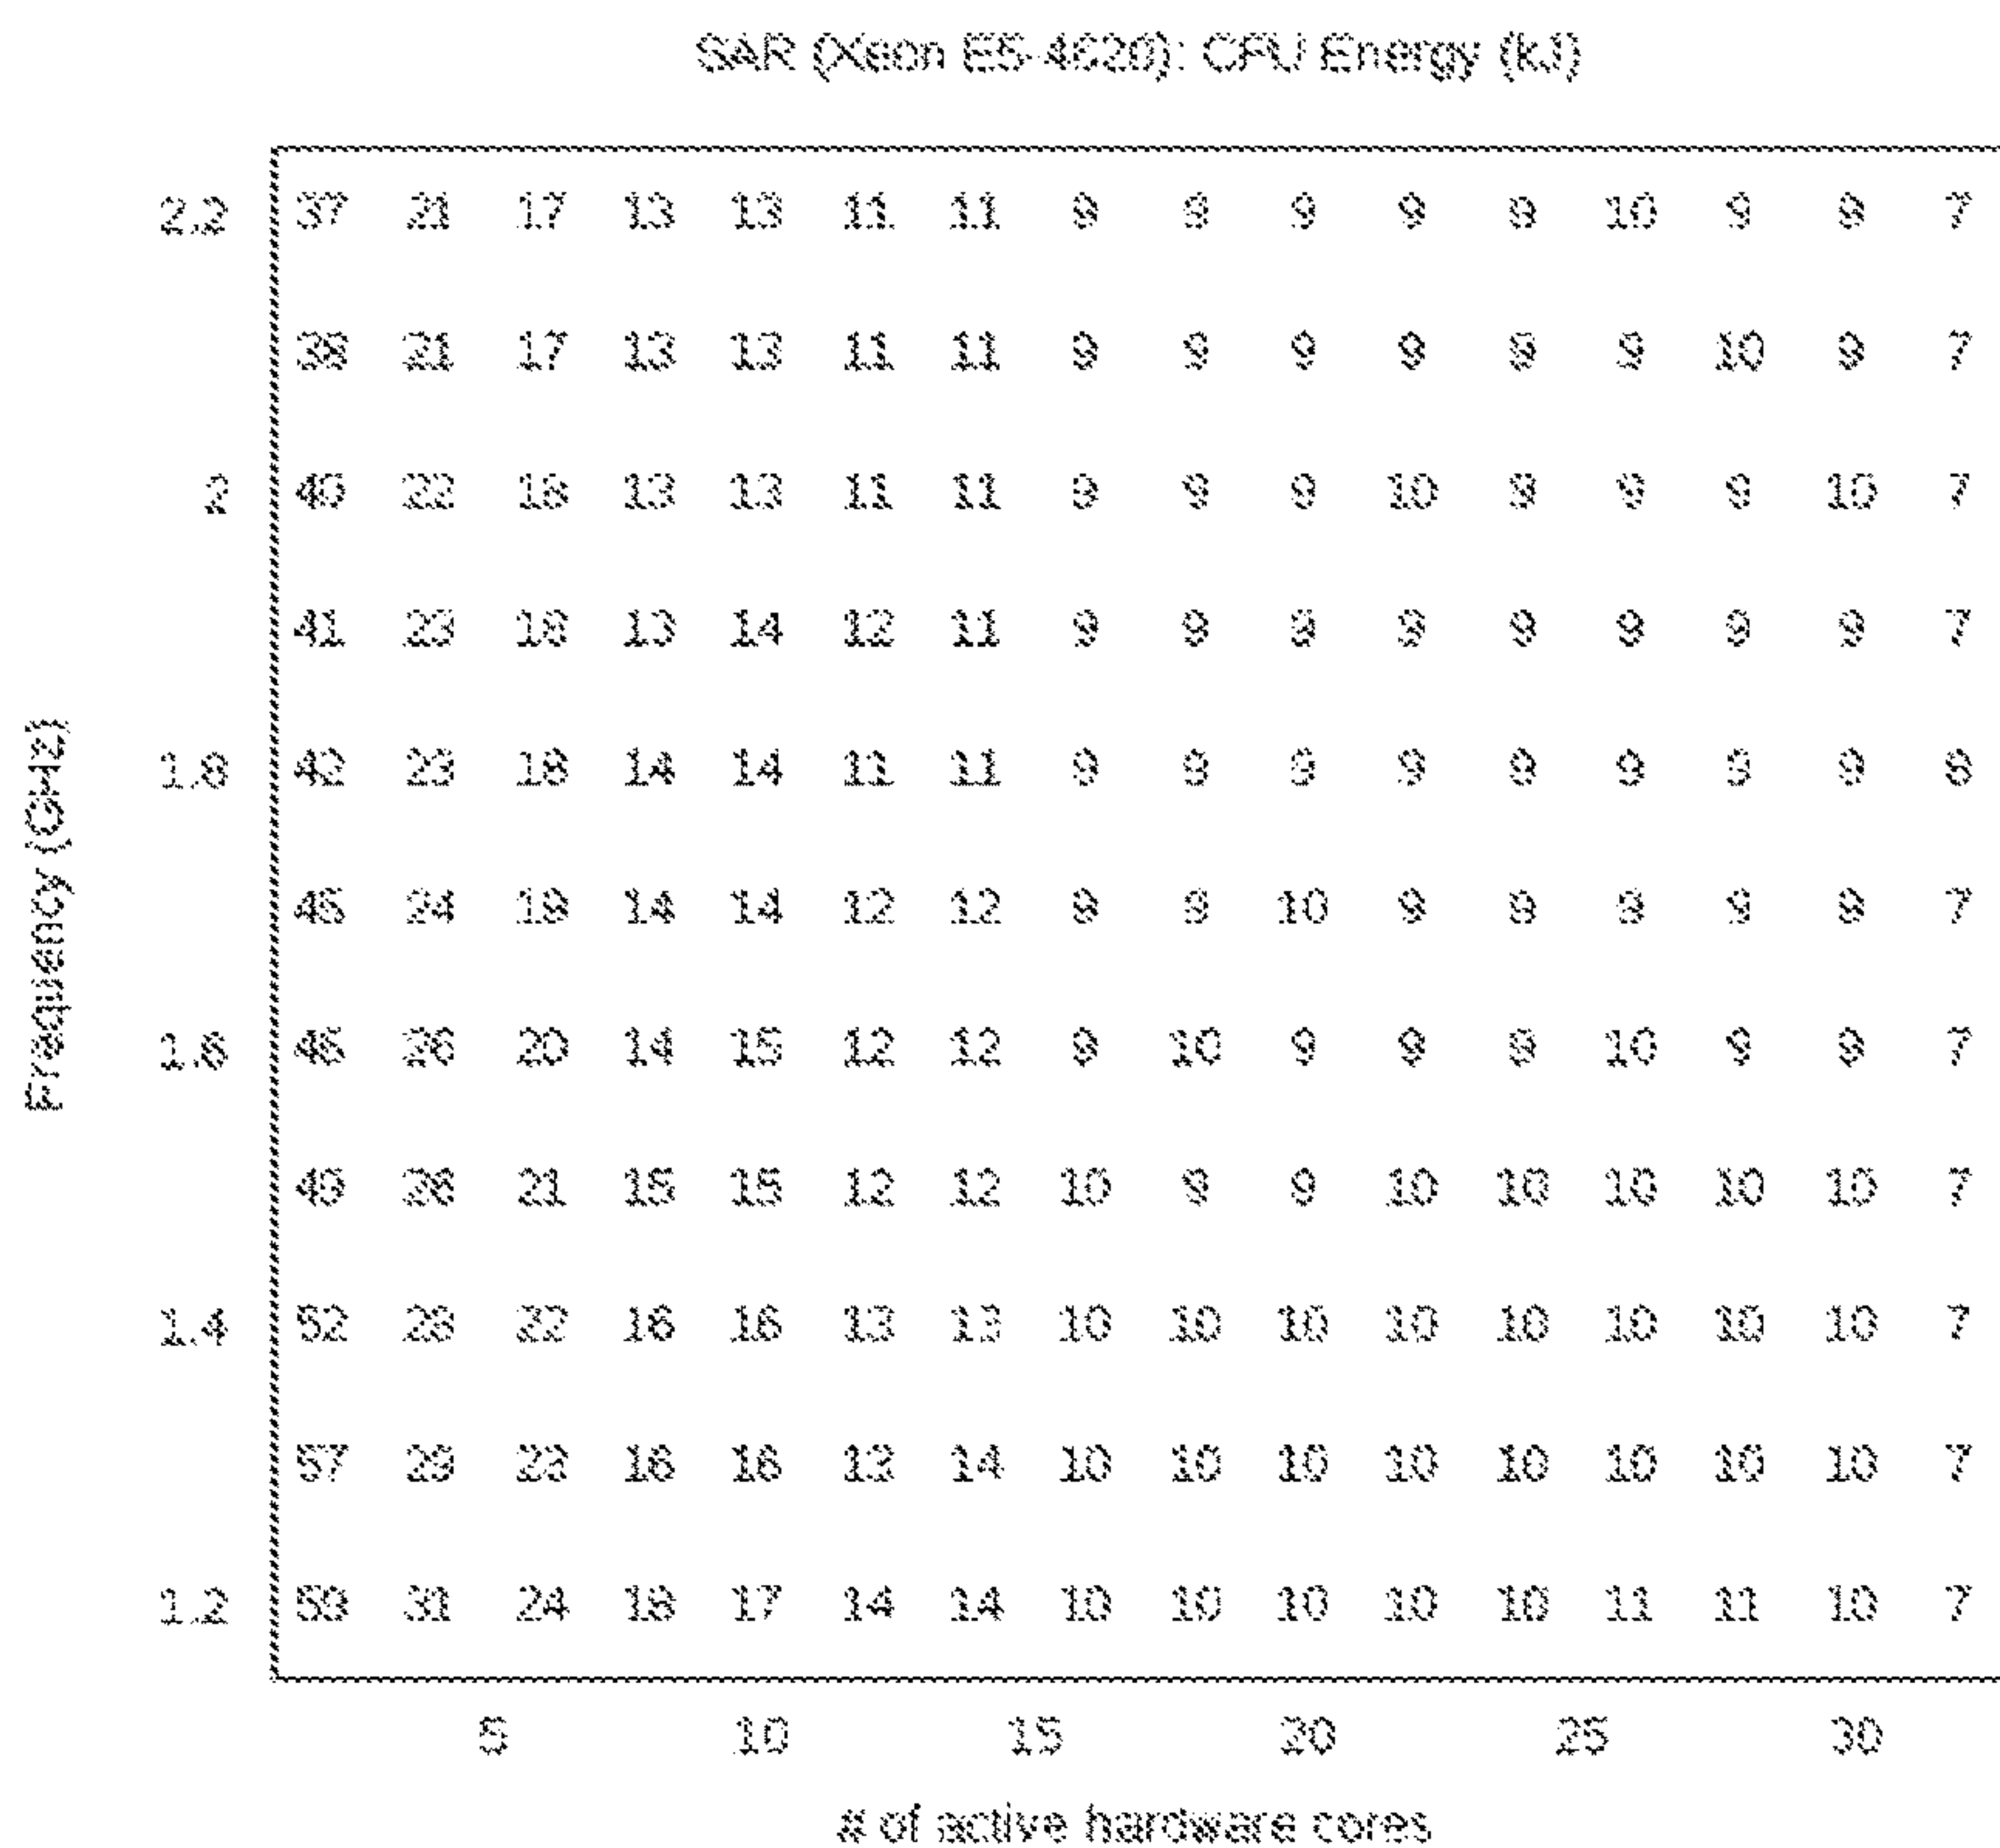 SAR (Xeon E5-4620): CPU Energy (kJ)
2.2 37 21 17 13 13 11 11 9 9 9 9 9 10 9 9 7
38 21 17 13 13 11 11 9 9 9 9 9 9 10 9 7
2 40 22 18 13 13 11 11 9 9 9 10 9 9 9 10 7
41 23 18 13 14 12 11 9 9 9 9 9 9 9 9 7
1.8 42 23 18 14 14 11 11 9 9 9 9 9 9 9 9
45 24 19 14 14 12 12 9 9 10 9 9 9 9 9 7
1.6 26 20 14 15 12 12 9 10 9 9 9 10 9 9 7
21 15 15 12 12 10 9 9 10 10 10 10 10 7
1.4 52 28 22 16 16 13 13 10 10 10 10 10 10 10 10 7
57 29 23 16 16 13 14 10 10 10 10 10 10 10 10 7
1.2 59 31 24 18 17 14 14 10 10 10 10 10 11 11 10 7
Frequency (GHz)
5 10 15 20 25 30
# of active hardware cores